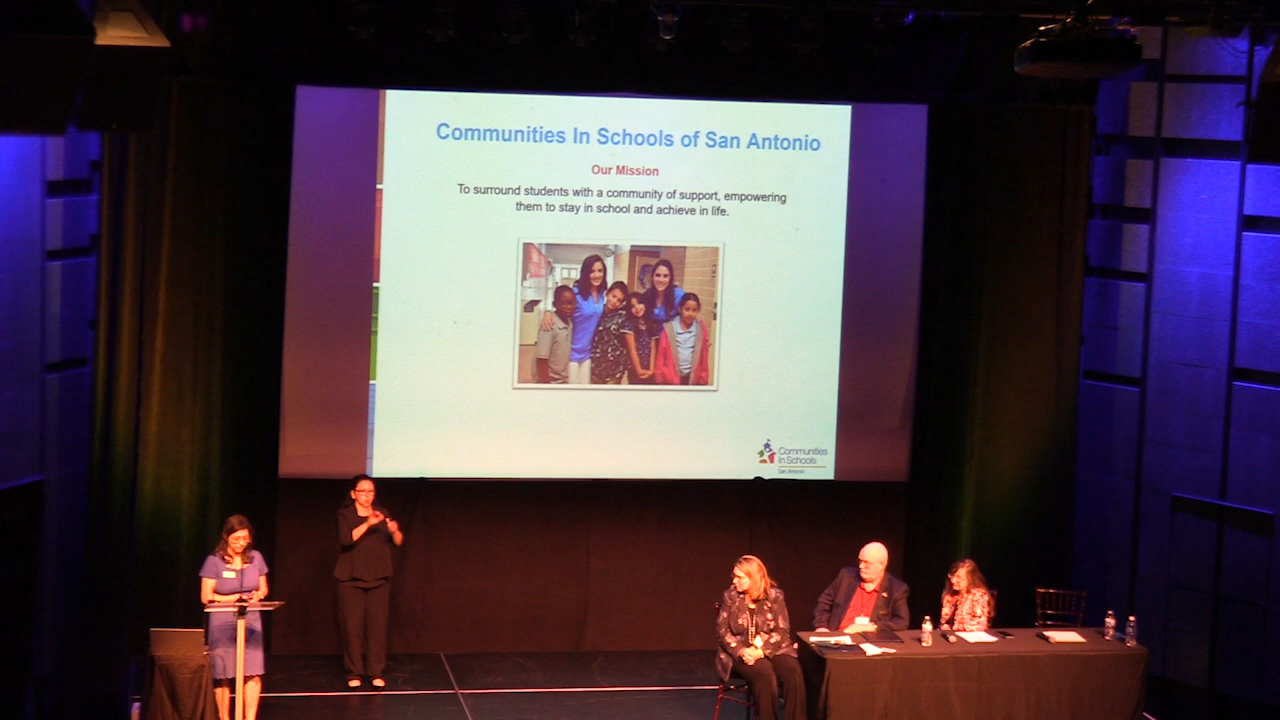 Communities In Schools of San Antonio
Our Mission
To surround students with a community of support, empowering
them to stay in school and achieve in life.
Communities
In Schools
San Antonio